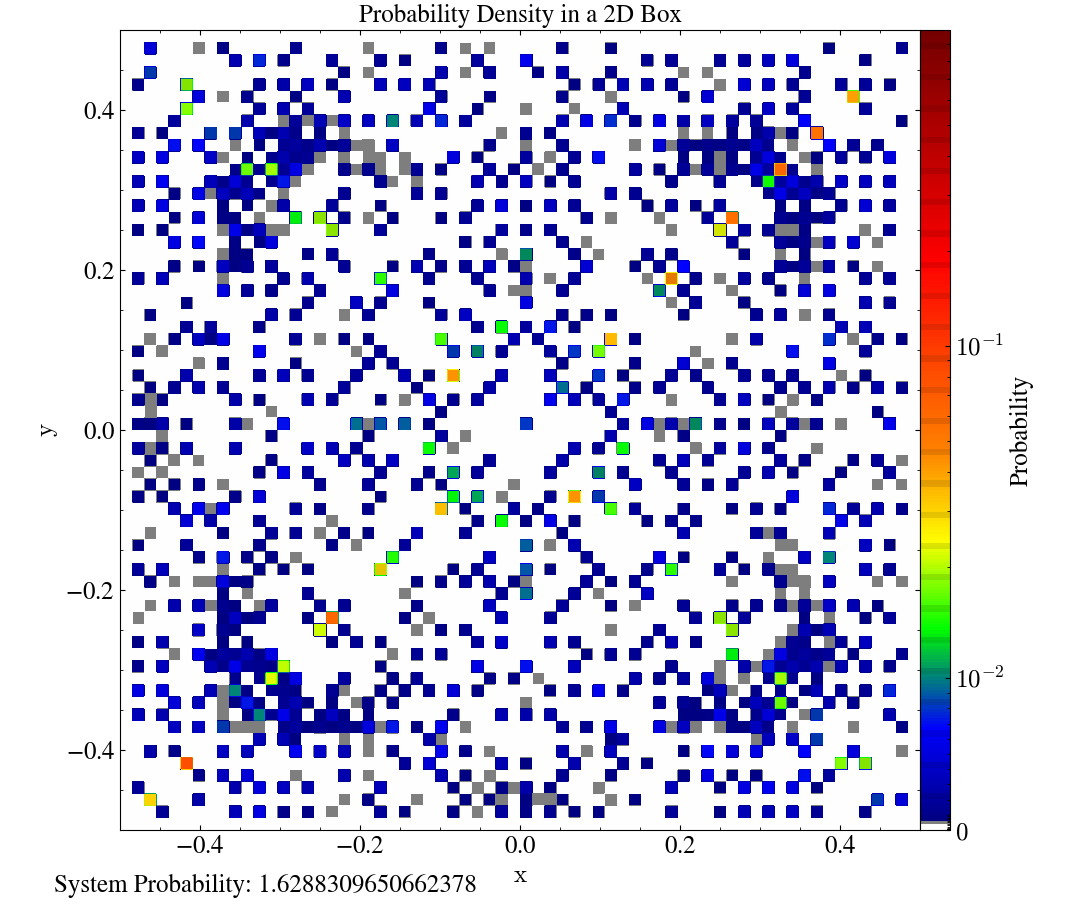 Probability Density in a 2D Box
y
0.4
0.2
0.0
−0.2
−0.4
−0.4 −0.2 0.0 0.2 0.4
x
10⁻¹
10⁻²
0
Probability
System Probability: 1.6288309650662378